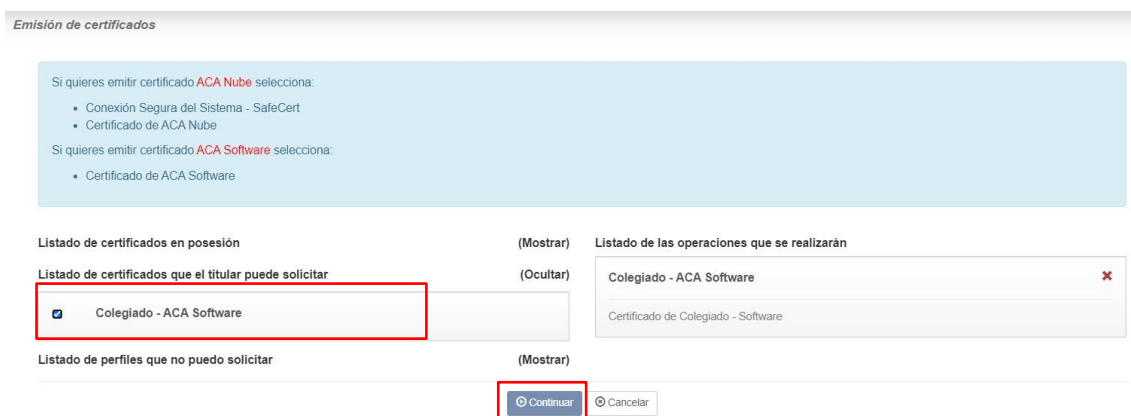 Emisión de certificados
Si quieres emitir certificado ACA Nube selecciona:
• Conexión Segura del Sistema - SafeCert
• Certificado de ACA Nube
Si quieres emitir certificado ACA Software selecciona:
• Certificado de ACA Software
Listado de certificados en posesión (Mostrar)
Listado de certificados que el titular puede solicitar (Ocultar)
Colegiado - ACA Software
Listado de perfiles que no puedo solicitar (Mostrar)
Listado de las operaciones que se realizarán
Colegiado - ACA Software
Certificado de Colegiado - Software
Continuar Cancelar